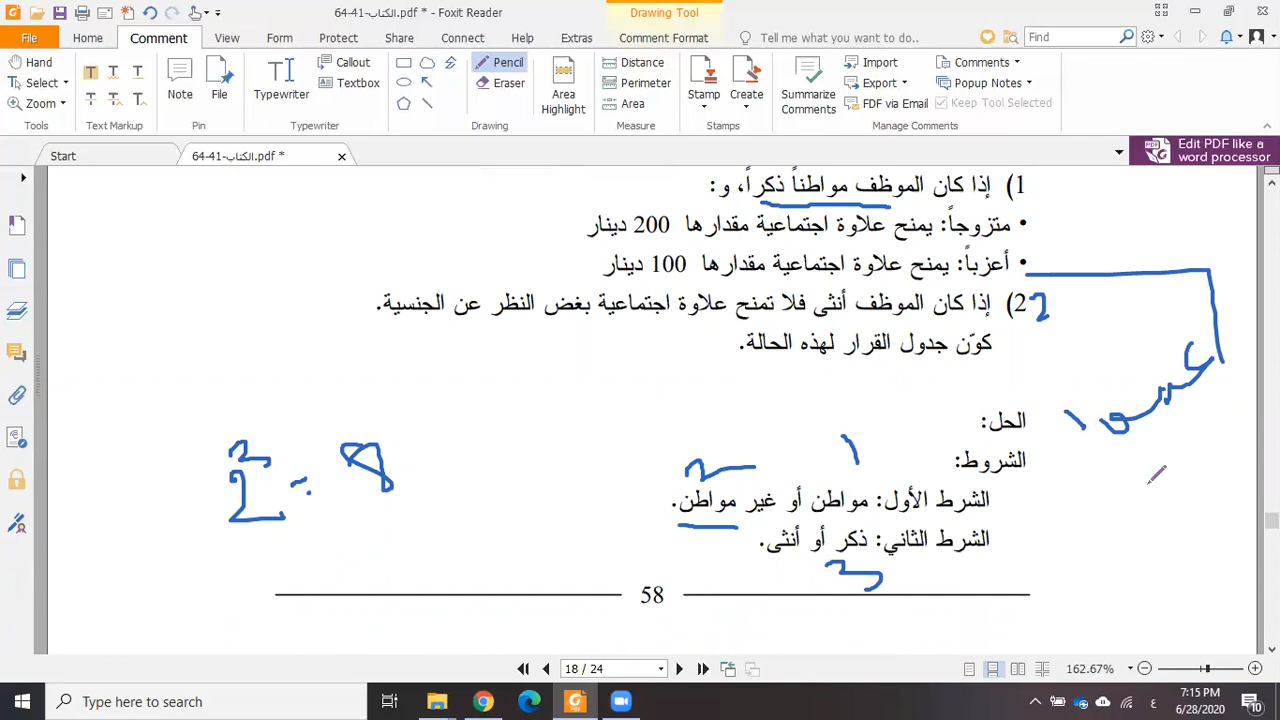 الكتاب-41-64.pdf * - Foxit Reader
Drawing Tool
File Home Comment View Form Protect Share Connect Help Extras Comment Format Tell me what you want to do... Find
Hand
Select
Zoom
Tools
Text Markup
Note
File
Pin
Typewriter
Callout
Textbox
Typewriter
Pencil
Eraser
Drawing
Area Highlight
Distance
Perimeter
Area
Measure
Stamp
Create
Stamps
Summarize Comments
Import
Export
FDF via Email
Comments
Popup Notes
Keep Tool Selected
Manage Comments
Start
الكتاب-41-64.pdf *
Edit PDF like a word processor
1) إذا كان الموظف مواطناً ذكراً، و:
• متزوجاً: يمنح علاوة اجتماعية مقدارها 200 دينار
• أعزباً: يمنح علاوة اجتماعية مقدارها 100 دينار
2) إذا كان الموظف أنثى فلا تمنح علاوة اجتماعية بغض النظر عن الجنسية.
2
كوّن جدول القرار لهذه الحالة.
الحل:
الشروط:
الشرط الأول: مواطن أو غير مواطن.
الشرط الثاني: ذكر أو أنثى.
58
18 / 24
162.67%
Type here to search
ع
7:15 PM
6/28/2020
10